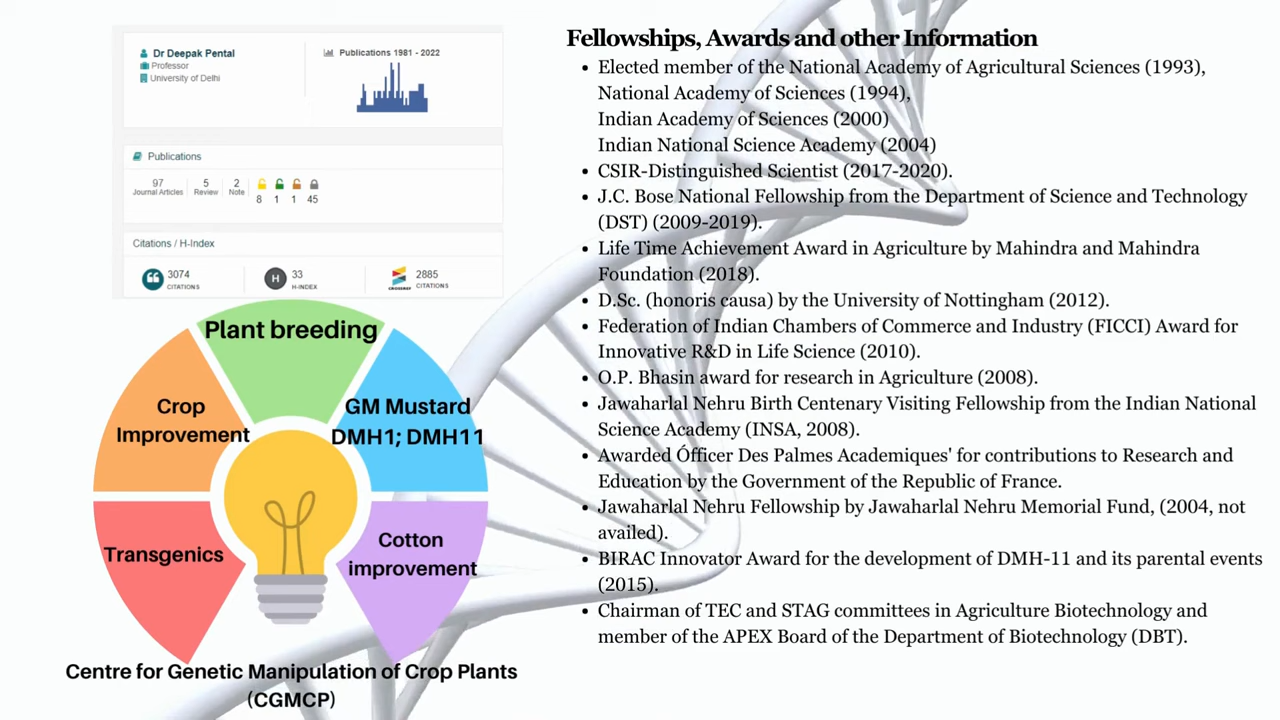 Dr Deepak Pental
Professor
University of Delhi
Publications 1981 - 2022
Publications
97
Journal Articles
5
Review
2
Note
8
1
1
45
Citations / H-Index
3074
CITATIONS
H
33
H-INDEX
CROSSREF
2885
CITATIONS
Plant breeding
Crop
Improvement
GM Mustard
DMH1; DMH11
Transgenics
Cotton
improvement
Centre for Genetic Manipulation of Crop Plants
(CGMCP)
Fellowships, Awards and other Information
• Elected member of the National Academy of Agricultural Sciences (1993),
National Academy of Sciences (1994),
Indian Academy of Sciences (2000)
Indian National Science Academy (2004)
• CSIR-Distinguished Scientist (2017-2020).
• J.C. Bose National Fellowship from the Department of Science and Technology
(DST) (2009-2019).
• Life Time Achievement Award in Agriculture by Mahindra and Mahindra
Foundation (2018).
• D.Sc. (honoris causa) by the University of Nottingham (2012).
• Federation of Indian Chambers of Commerce and Industry (FICCI) Award for
Innovative R&D in Life Science (2010).
• O.P. Bhasin award for research in Agriculture (2008).
• Jawaharlal Nehru Birth Centenary Visiting Fellowship from the Indian National
Science Academy (INSA, 2008).
• Awarded Ófficer Des Palmes Academiques' for contributions to Research and
Education by the Government of the Republic of France.
• Jawaharlal Nehru Fellowship by Jawaharlal Nehru Memorial Fund, (2004, not
availed).
• BIRAC Innovator Award for the development of DMH-11 and its parental events
(2015).
• Chairman of TEC and STAG committees in Agriculture Biotechnology and
member of the APEX Board of the Department of Biotechnology (DBT).